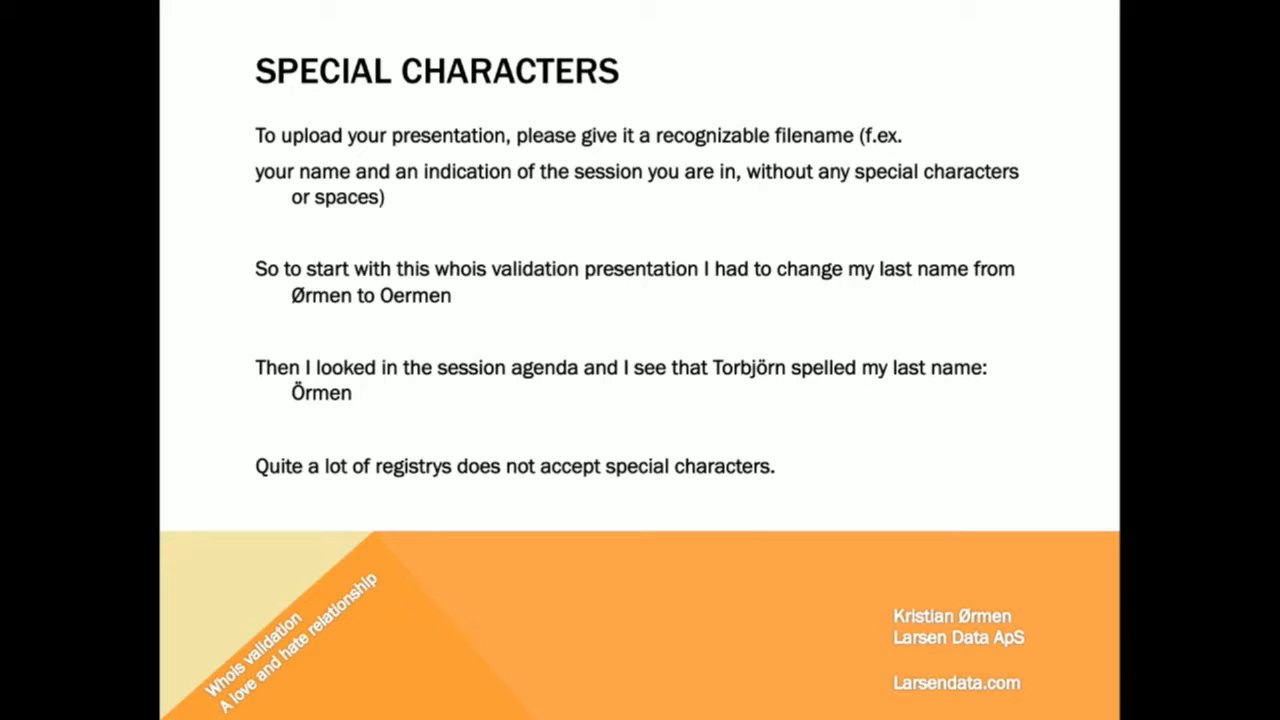 SPECIAL CHARACTERS
To upload your presentation, please give it a recognizable filename (f.ex.
your name and an indication of the session you are in, without any special characters
or spaces)
So to start with this whois validation presentation I had to change my last name from
Ørmen to Oermen
Then I looked in the session agenda and I see that Torbjörn spelled my last name:
Örmen
Quite a lot of registrys does not accept special characters.
Whois validation
A love and hate relationship
Kristian Ørmen
Larsen Data ApS
Larsendata.com